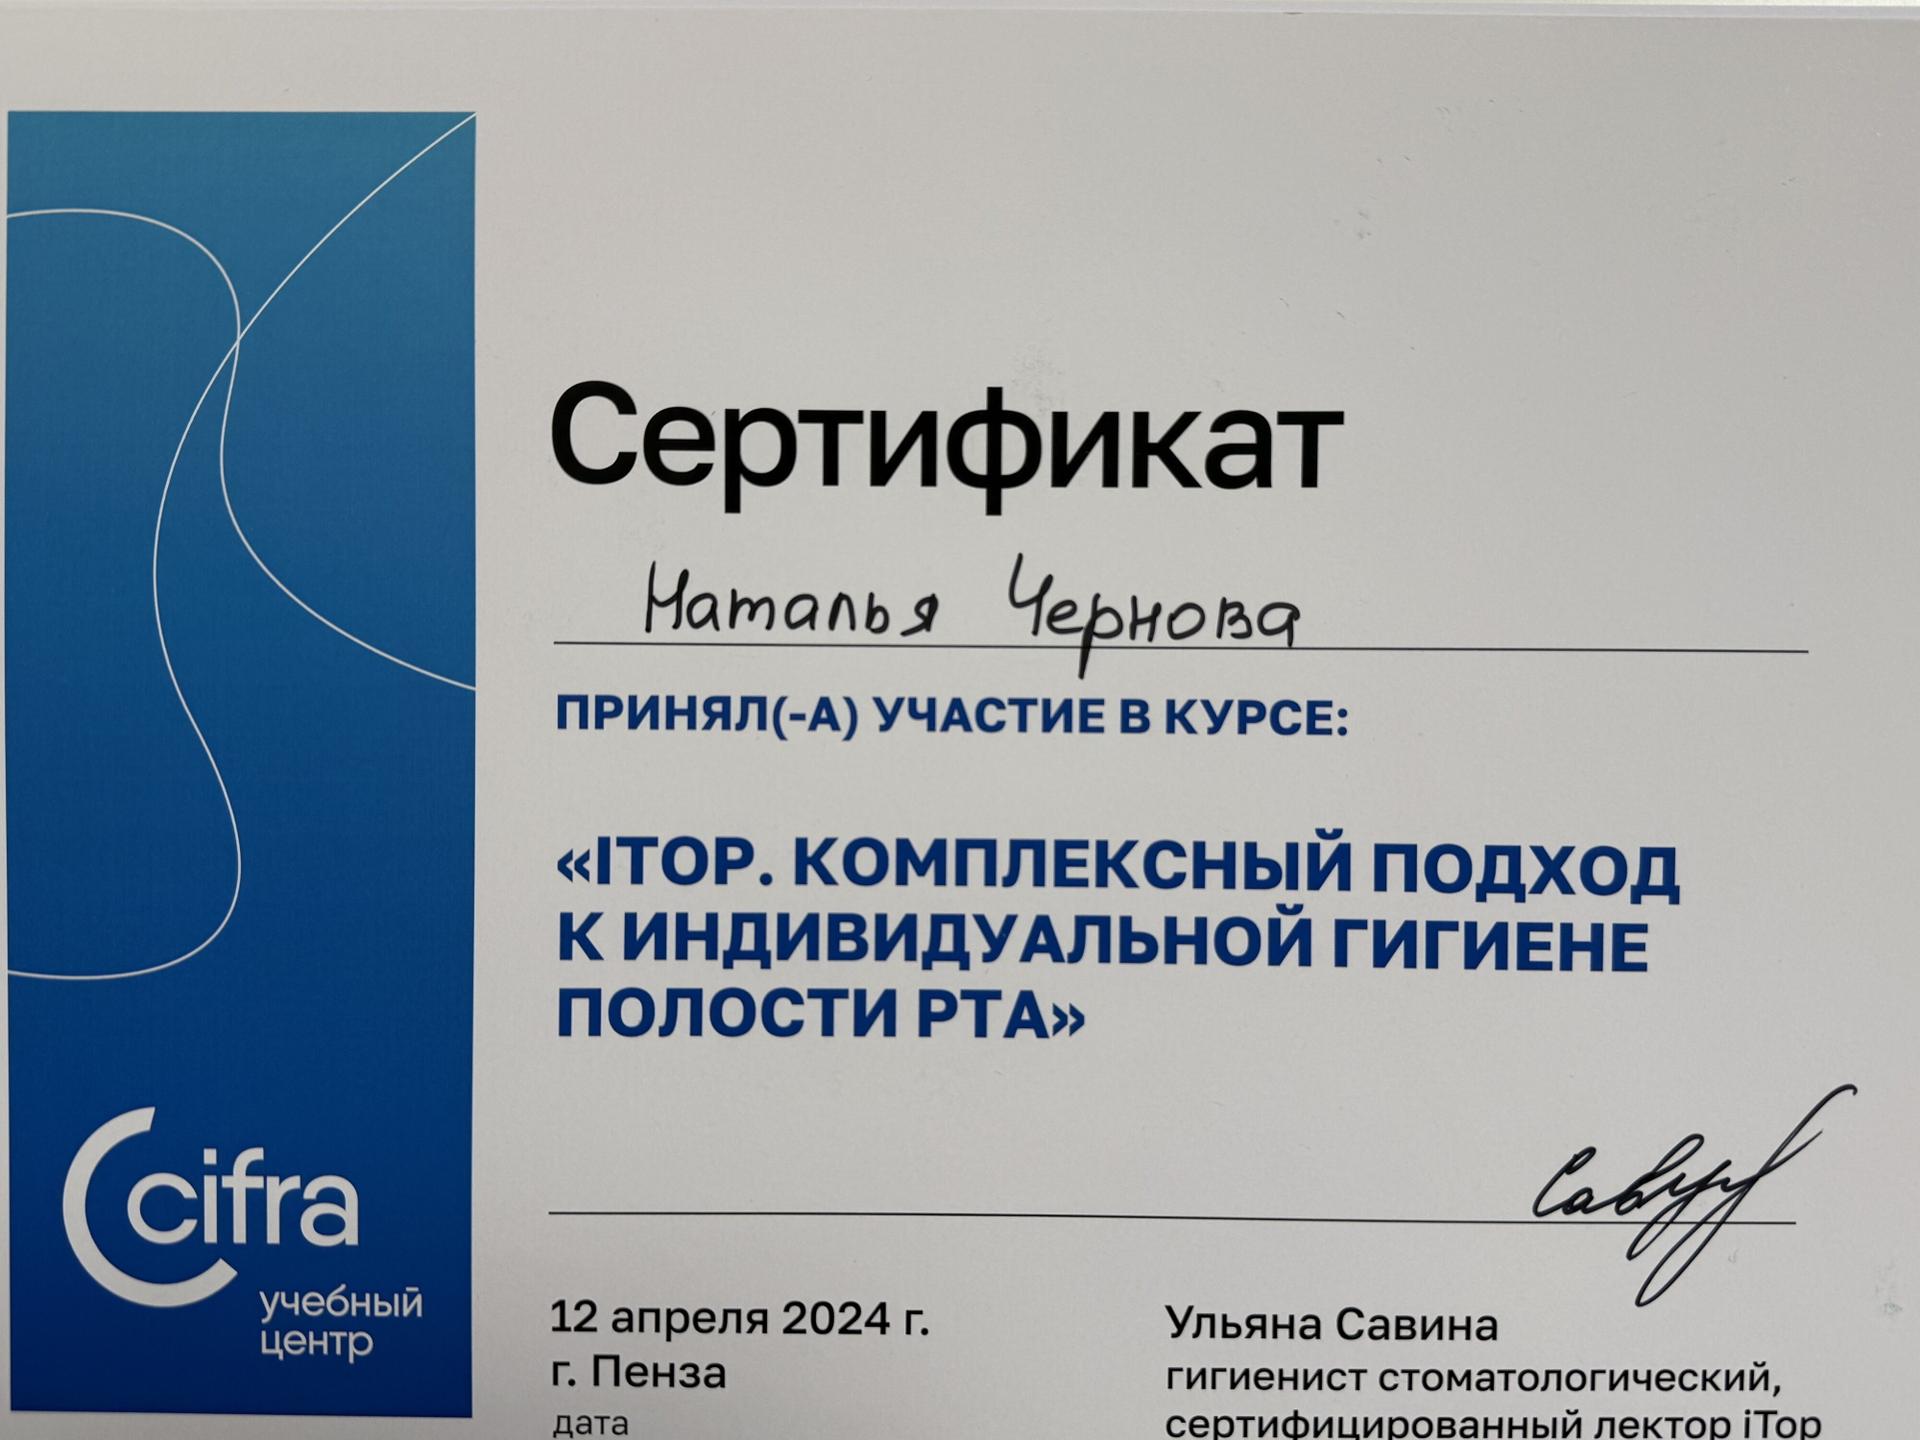 Сертификат
Наталья Чернова
ПРИНЯЛ(-А) УЧАСТИЕ В КУРСЕ:
«ITOP. КОМПЛЕКСНЫЙ ПОДХОД
К ИНДИВИДУАЛЬНОЙ ГИГИЕНЕ
ПОЛОСТИ РТА»
cifra
учебный
центр
Савину
12 апреля 2024 г.
г. Пенза
дата
Ульяна Савина
гигиенист стоматологический,
сертифицированный лектор iTop